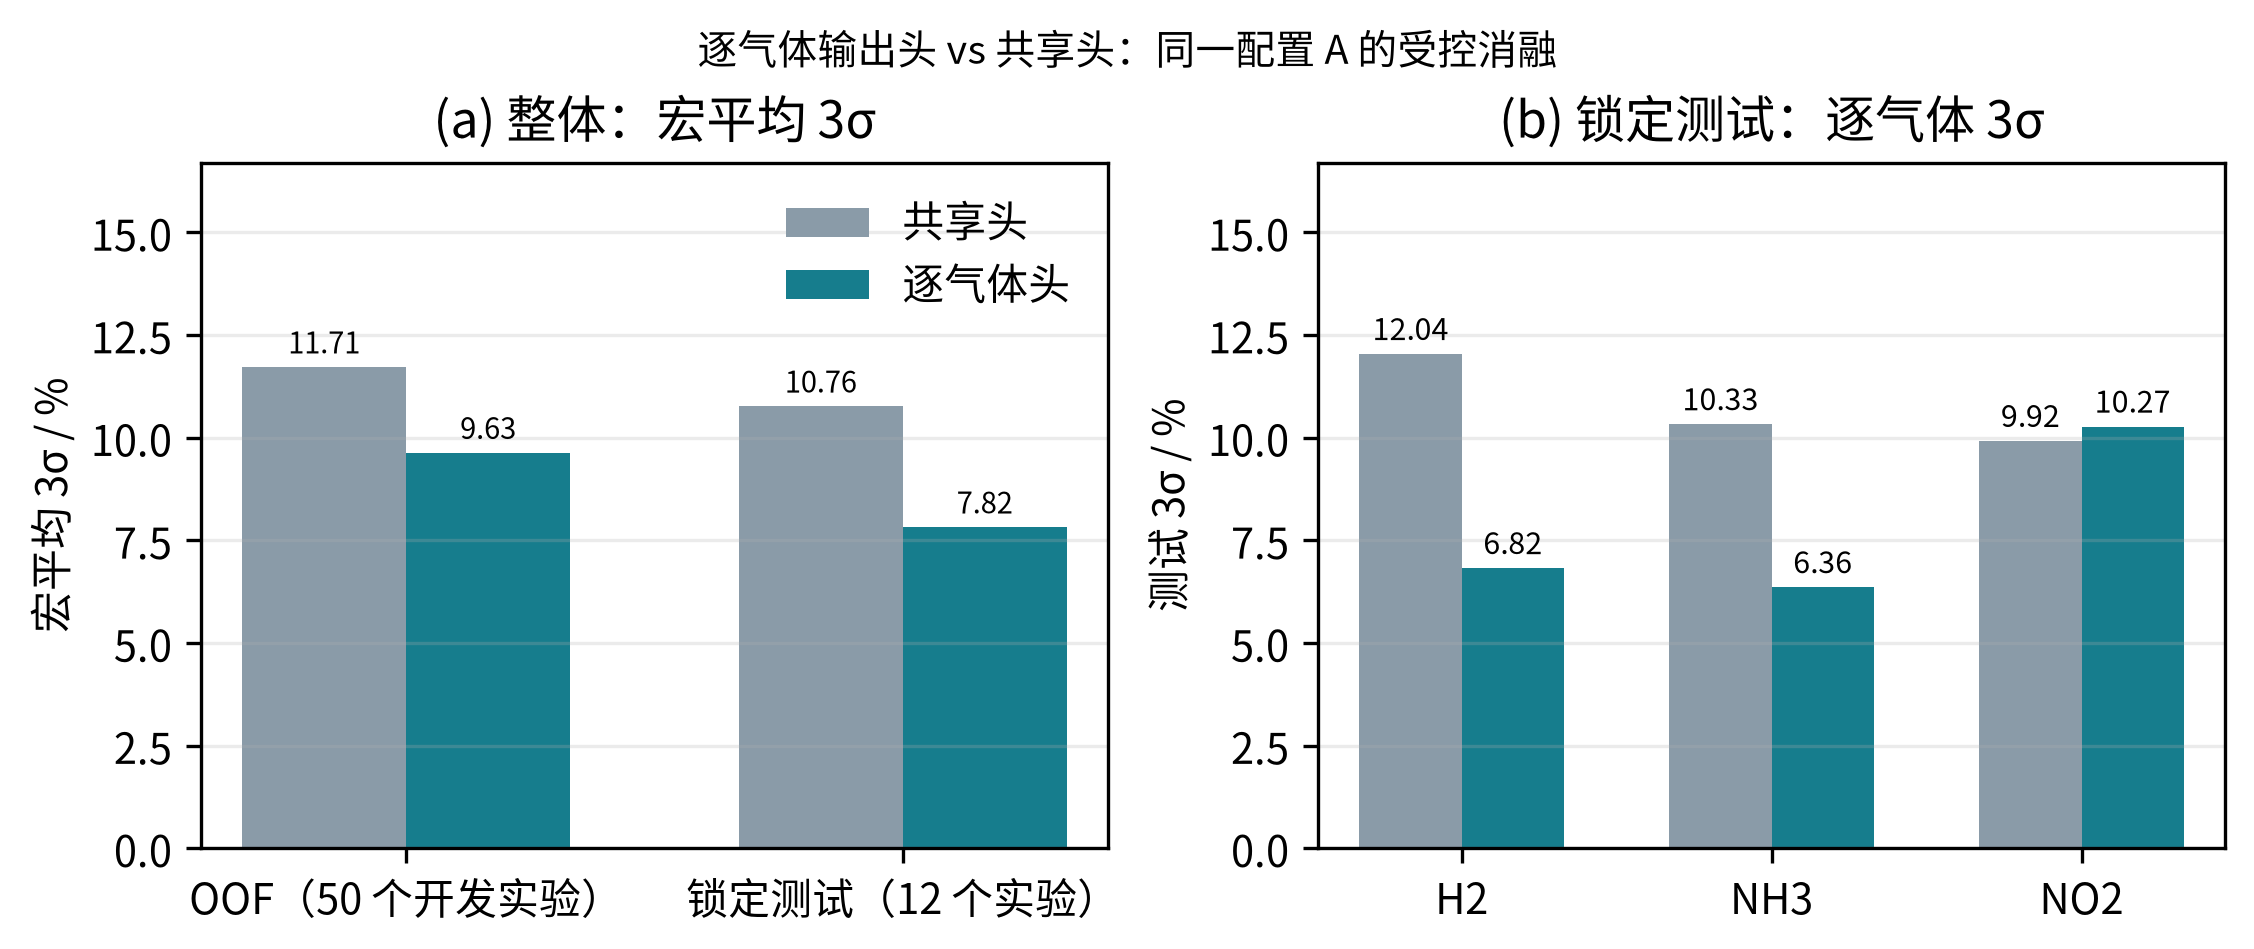 逐气体输出头 vs 共享头：同一配置 A 的受控消融
(a) 整体：宏平均 3σ
宏平均 3σ / %
15.0
12.5
10.0
7.5
5.0
2.5
0.0
共享头
逐气体头
11.71
9.63
10.76
7.82
OOF（50 个开发实验）
锁定测试（12 个实验）
(b) 锁定测试：逐气体 3σ
测试 3σ / %
15.0
12.5
10.0
7.5
5.0
2.5
0.0
12.04
6.82
10.33
6.36
9.92
10.27
H2
NH3
NO2